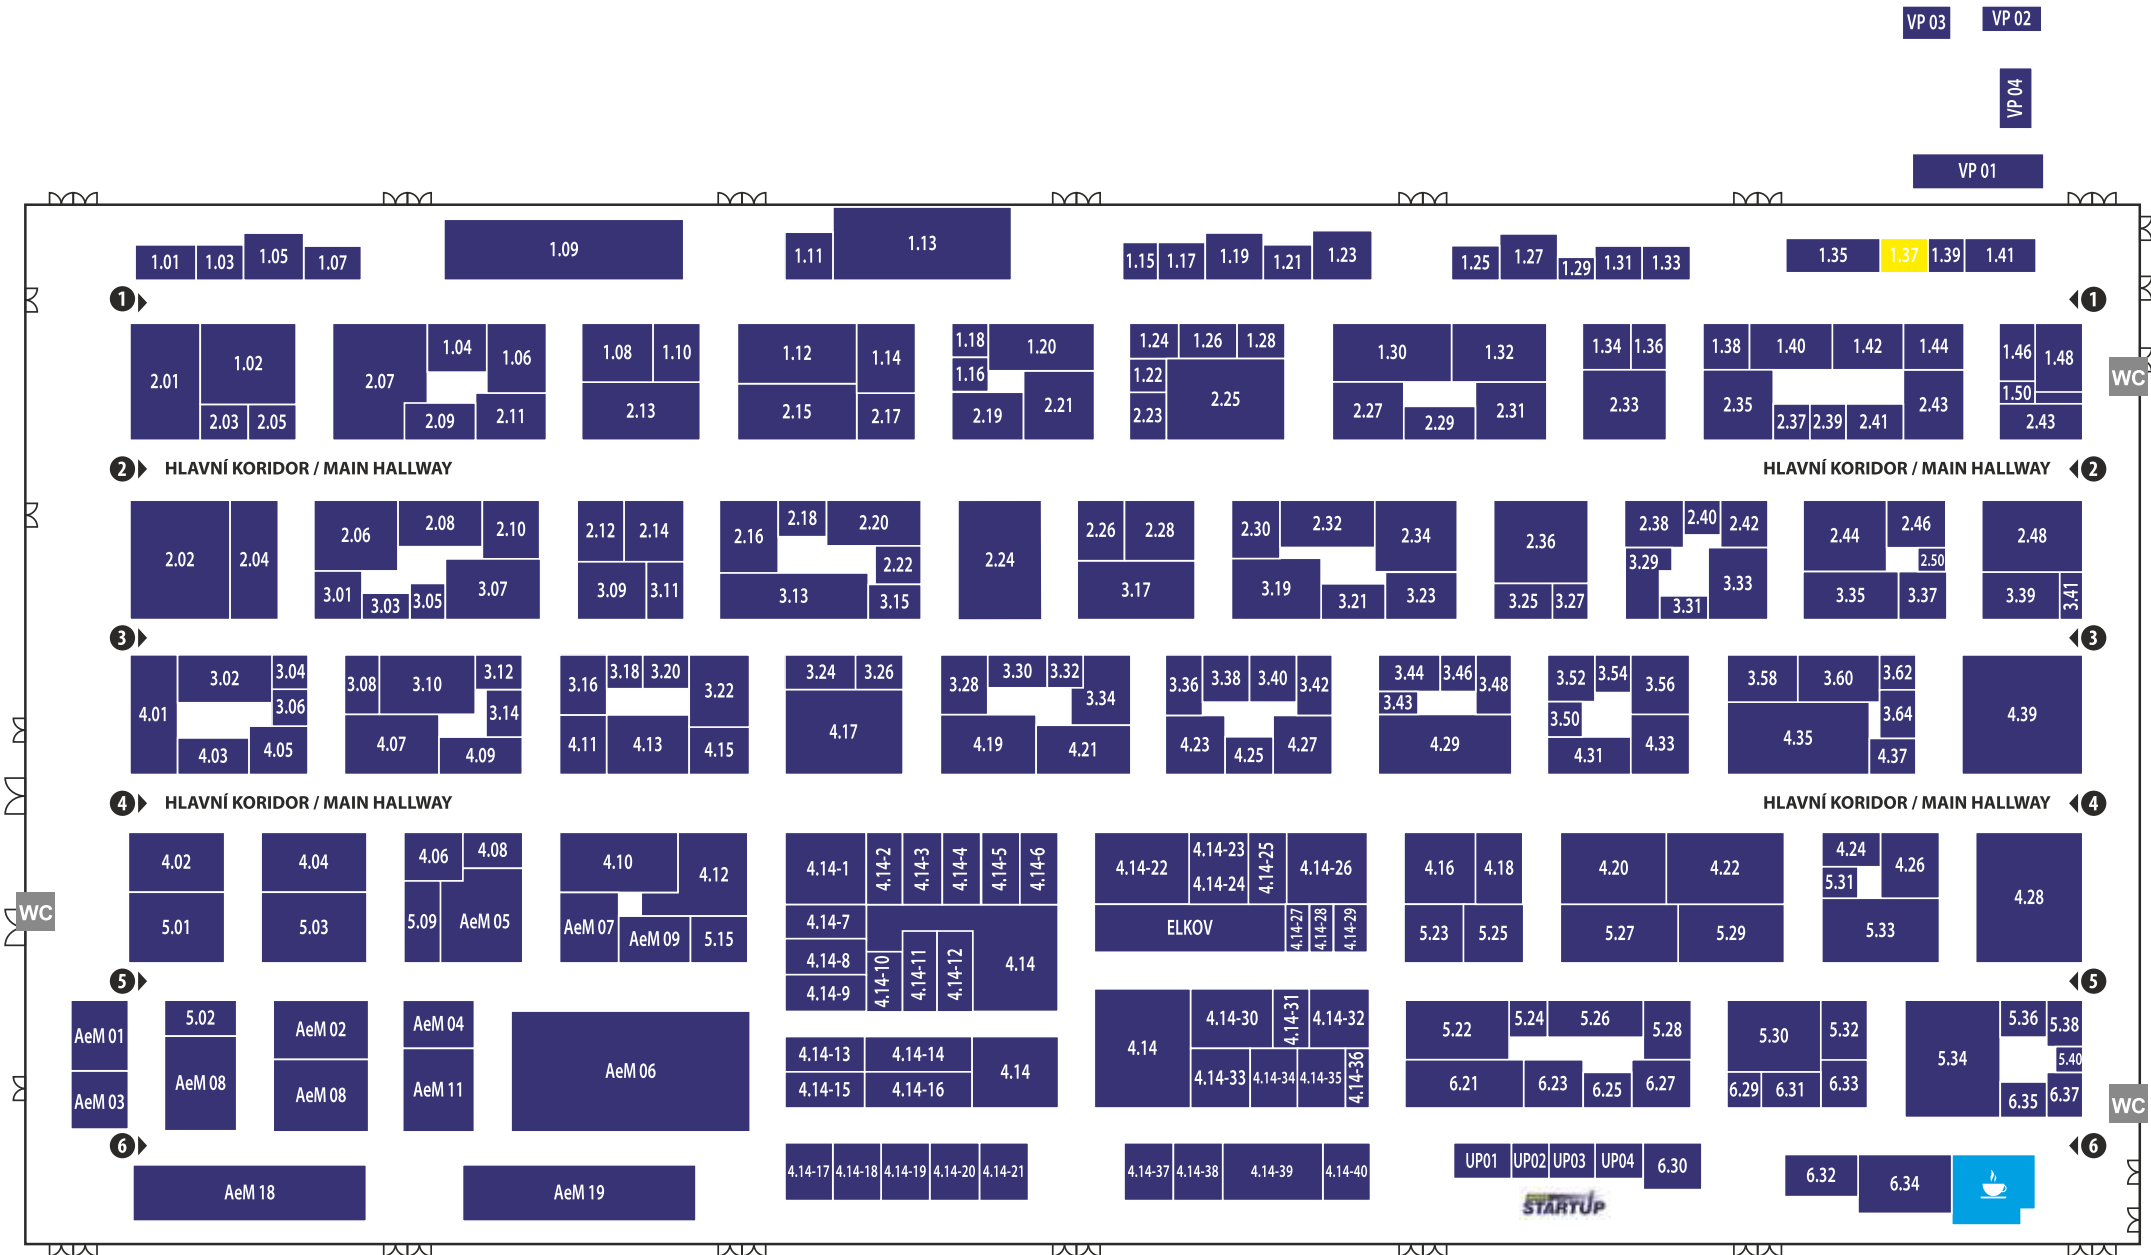 VP 03 VP 02
VP 04
VP 01
1.01 1.03 1.05 1.07 1.09 1.11 1.13 1.15 1.17 1.19 1.21 1.23 1.25 1.27 1.29 1.31 1.33 1.35 1.37 1.39 1.41
1 1
2.01 1.02 2.07 1.04 1.06 1.08 1.10 1.12 1.14 1.18 1.20 1.24 1.26 1.28 1.30 1.32 1.34 1.36 1.38 1.40 1.42 1.44 1.46 1.48
1.16 1.22 1.50 WC
2.03 2.05 2.09 2.11 2.13 2.15 2.17 2.19 2.21 2.23 2.25 2.27 2.29 2.31 2.33 2.35 2.37 2.39 2.41 2.43 2.43
2 HLAVNÍ KORIDOR / MAIN HALLWAY HLAVNÍ KORIDOR / MAIN HALLWAY 2
2.02 2.04 2.06 2.08 2.10 2.12 2.14 2.16 2.18 2.20 2.24 2.26 2.28 2.30 2.32 2.34 2.36 2.38 2.40 2.42 2.44 2.46 2.48
2.22 3.29 2.50
3.01 3.03 3.05 3.07 3.09 3.11 3.13 3.15 3.17 3.19 3.21 3.23 3.25 3.27 3.31 3.33 3.35 3.37 3.39 3.41
3 3
4.01 3.02 3.04 3.08 3.10 3.12 3.16 3.18 3.20 3.22 3.24 3.26 3.28 3.30 3.32 3.34 3.36 3.38 3.40 3.42 3.44 3.46 3.48 3.52 3.54 3.56 3.58 3.60 3.62 4.39
3.06 3.14 3.43 3.50 3.64
4.03 4.05 4.07 4.09 4.11 4.13 4.15 4.17 4.19 4.21 4.23 4.25 4.27 4.29 4.31 4.33 4.35 4.37
4 HLAVNÍ KORIDOR / MAIN HALLWAY HLAVNÍ KORIDOR / MAIN HALLWAY 4
4.02 4.04 4.06 4.08 4.10 4.12 4.14-1 4.14-2 4.14-3 4.14-4 4.14-5 4.14-6 4.14-22 4.14-23 4.14-25 4.14-26 4.16 4.18 4.20 4.22 4.24 4.26 4.28
4.14-24 5.31
WC 5.01 5.03 5.09 AeM 05 AeM 07 AeM 09 5.15 4.14-7 ELKOV 4.14-27 4.14-28 4.14-29 5.23 5.25 5.27 5.29 5.33
4.14-8 4.14-10 4.14-11 4.14-12 4.14
4.14-9
5 5
AeM 01 5.02 AeM 02 AeM 04 AeM 06 4.14 4.14-30 4.14-31 4.14-32 5.22 5.24 5.26 5.28 5.30 5.32 5.34 5.36 5.38
4.14-13 4.14-14 4.14 5.40
AeM 03 AeM 08 AeM 08 AeM 11 4.14-15 4.14-16 4.14-33 4.14-34 4.14-35 4.14-36 6.21 6.23 6.25 6.27 6.29 6.31 6.33 6.35 6.37 WC
6 6
AeM 18 AeM 19 4.14-17 4.14-18 4.14-19 4.14-20 4.14-21 4.14-37 4.14-38 4.14-39 4.14-40 UP01 UP02 UP03 UP04 6.30 6.32 6.34
STARTUP